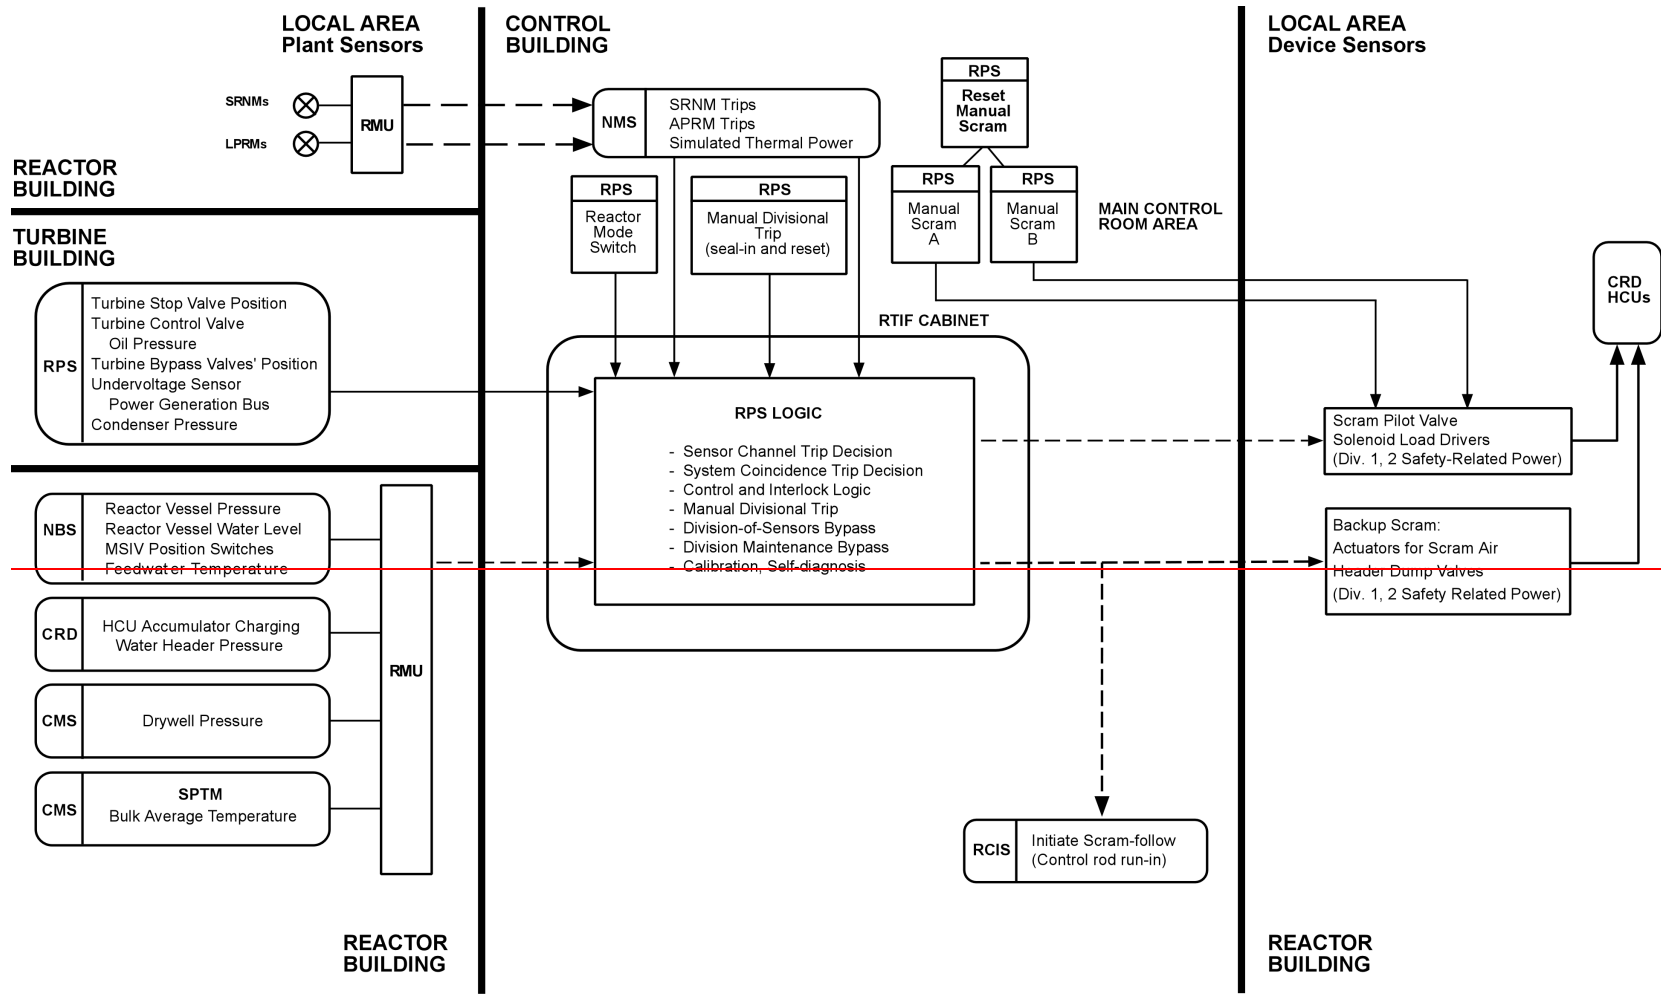 LOCAL AREA
Plant Sensors
SRNMs
LPRMs
RMU
REACTOR
BUILDING
TURBINE
BUILDING
RPS
Turbine Stop Valve Position
Turbine Control Valve
Oil Pressure
Turbine Bypass Valves' Position
Undervoltage Sensor
Power Generation Bus
Condenser Pressure
NBS
Reactor Vessel Pressure
Reactor Vessel Water Level
MSIV Position Switches
Feedwater Temperature
CRD
HCU Accumulator Charging
Water Header Pressure
CMS
Drywell Pressure
CMS
SPTM
Bulk Average Temperature
RMU
REACTOR
BUILDING
CONTROL
BUILDING
NMS
SRNM Trips
APRM Trips
Simulated Thermal Power
RPS
Reactor
Mode
Switch
RPS
Manual Divisional
Trip
(seal-in and reset)
RPS
Reset
Manual
Scram
RPS
Manual
Scram
A
RPS
Manual
Scram
B
MAIN CONTROL
ROOM AREA
RTIF CABINET
RPS LOGIC
- Sensor Channel Trip Decision
- System Coincidence Trip Decision
- Control and Interlock Logic
- Manual Divisional Trip
- Division-of-Sensors Bypass
- Division Maintenance Bypass
- Calibration, Self-diagnosis
RCIS
Initiate Scram-follow
(Control rod run-in)
LOCAL AREA
Device Sensors
CRD
HCUs
Scram Pilot Valve
Solenoid Load Drivers
(Div. 1, 2 Safety-Related Power)
Backup Scram:
Actuators for Scram Air
Header Dump Valves
(Div. 1, 2 Safety Related Power)
REACTOR
BUILDING